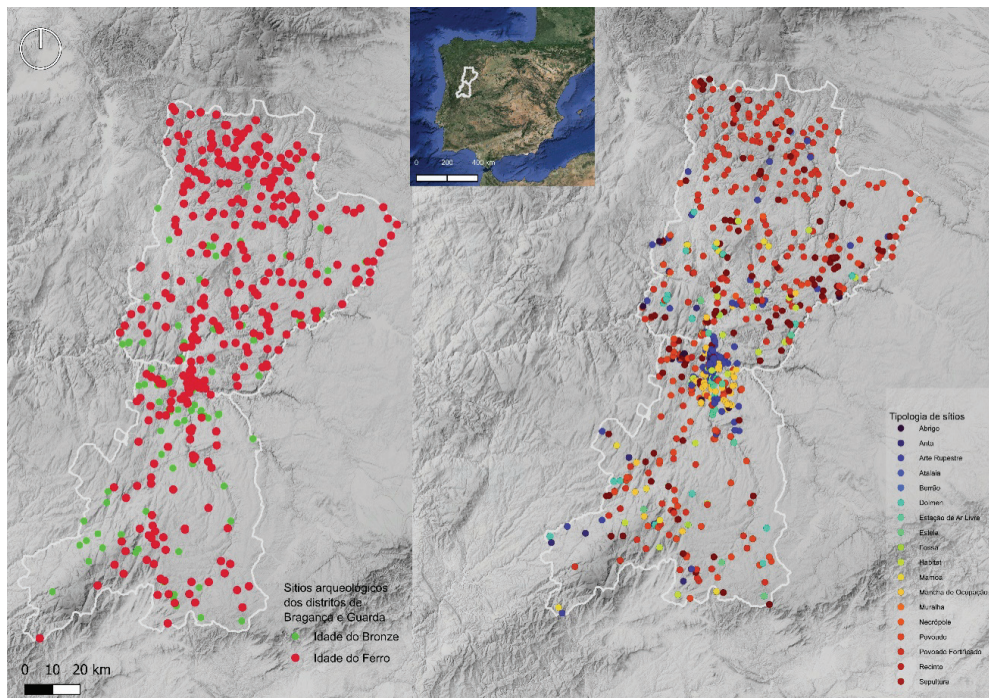 0 200 400 km
Sítios arqueológicos
dos distritos de
Bragança e Guarda
Idade do Bronze
Idade do Ferro
0 10 20 km
Tipologia de sítios
Abrigo
Anta
Arte Rupestre
Atalaia
Berrão
Dolmen
Estação de Ar Livre
Estela
Fossa
Habitat
Mamoa
Mancha de Ocupação
Muralha
Necrópole
Povoado
Povoado Fortificado
Recinto
Sepultura